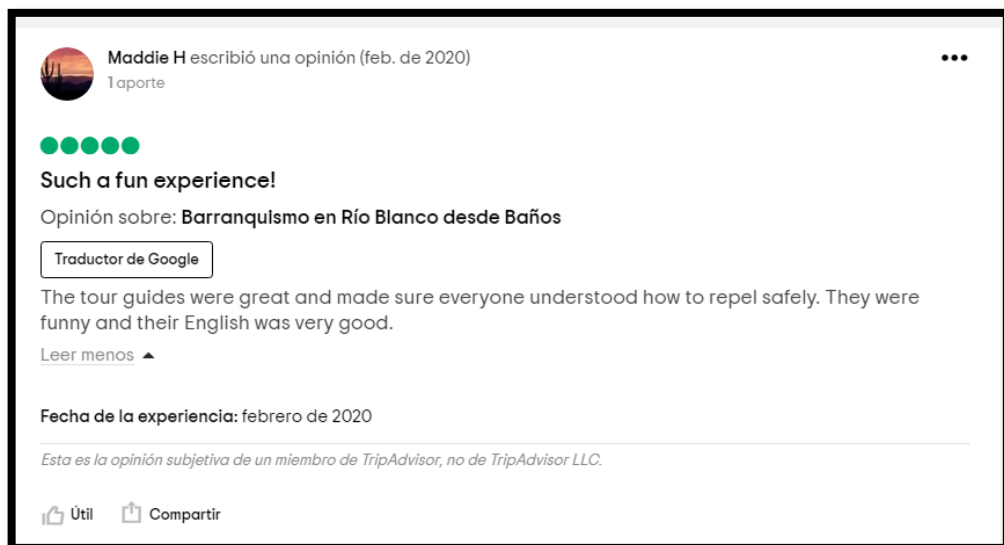 Maddie H escribió una opinión (feb. de 2020)
1 aporte
Such a fun experience!
Opinión sobre: Barranquismo en Río Blanco desde Baños
Traductor de Google
The tour guides were great and made sure everyone understood how to repel safely. They were
funny and their English was very good.
Leer menos
Fecha de la experiencia: febrero de 2020
Esta es la opinión subjetiva de un miembro de TripAdvisor, no de TripAdvisor LLC.
Útil Compartir